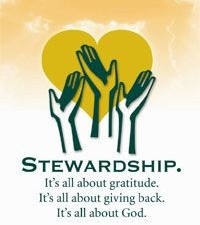 STEWARDSHIP.
It's all about gratitude.
It's all about giving back.
It's all about God.